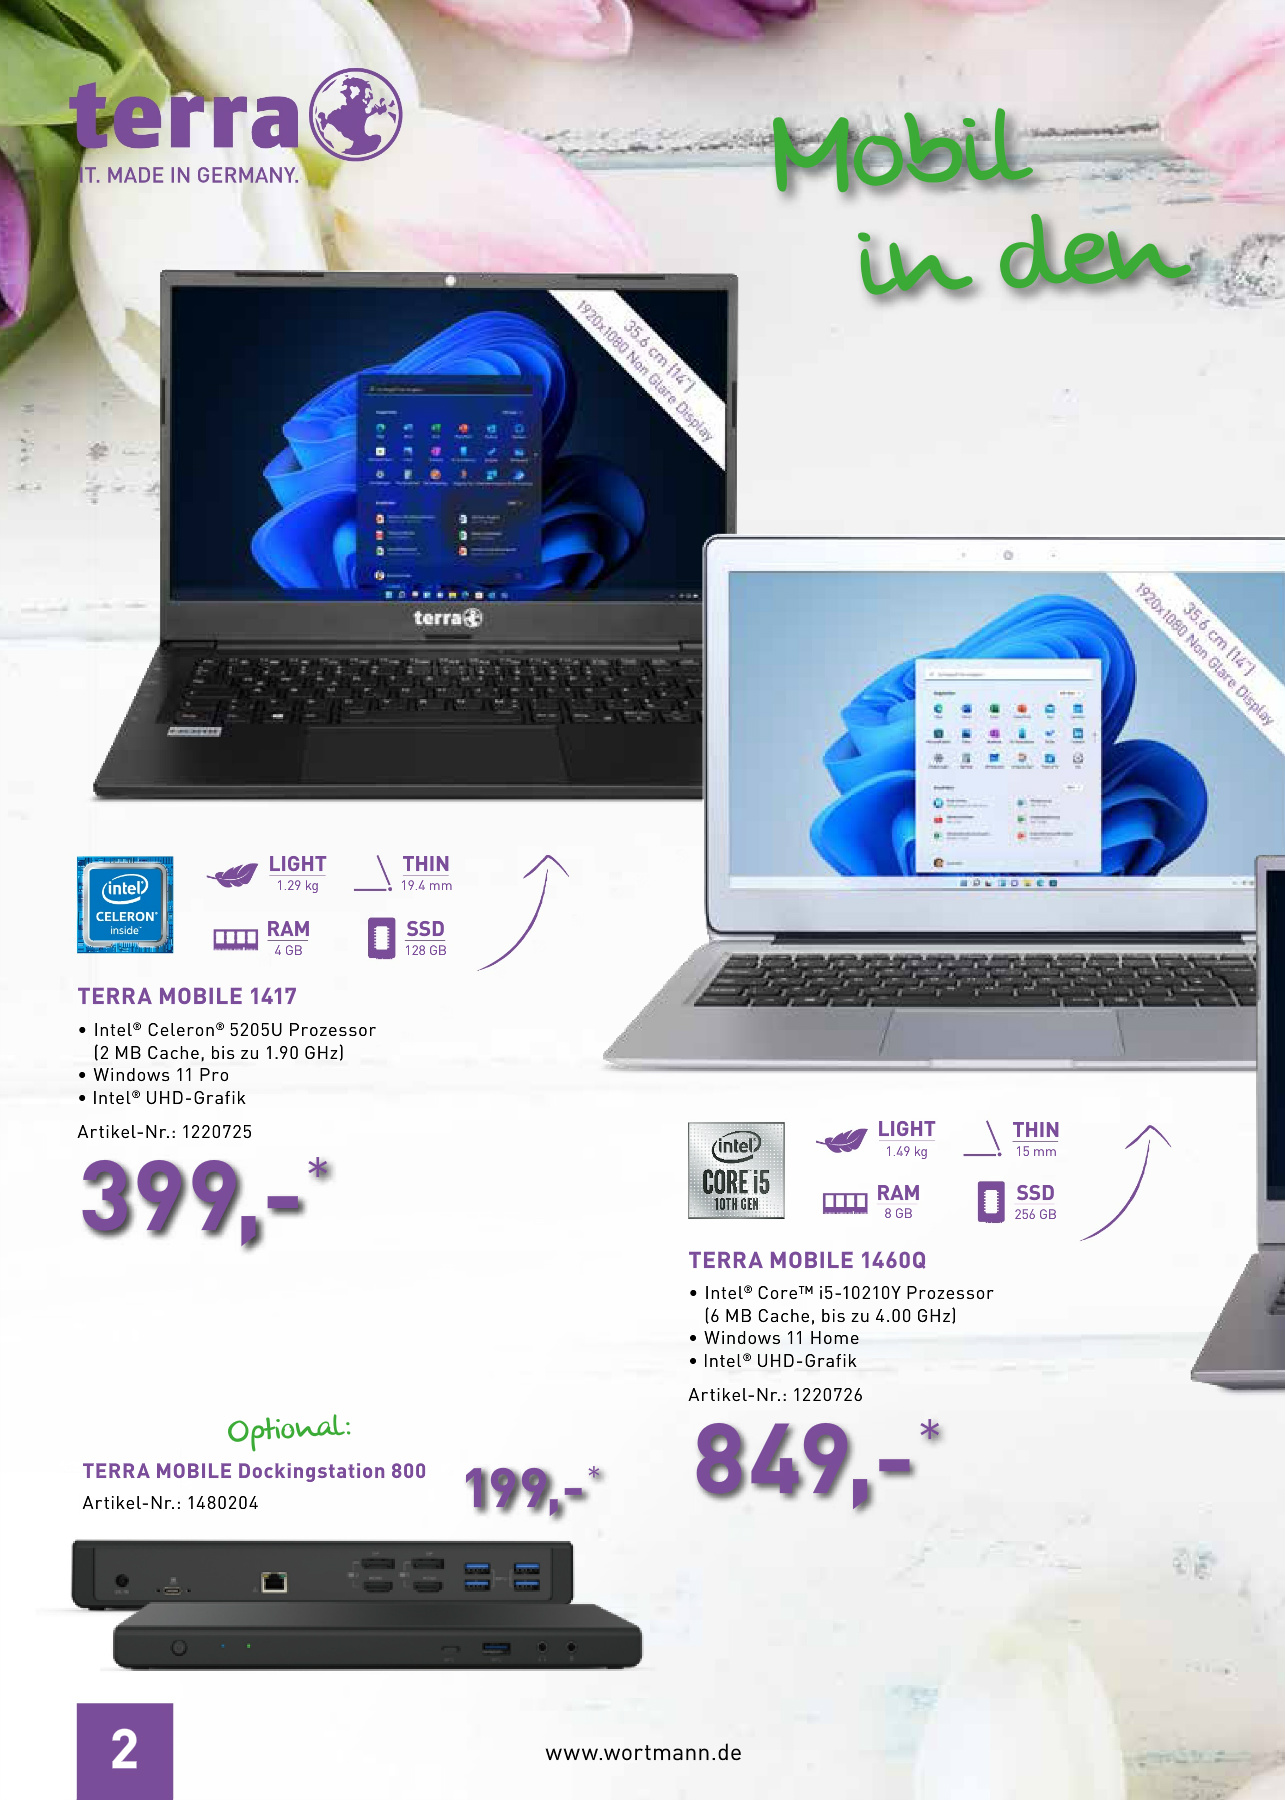 terra
IT. MADE IN GERMANY.
Mobil
in den
35.6 cm (14")
1920x1080 Non Glare Display
terra
35.6 cm (14")
1920x1080 Non Glare Display
intel
CELERON®
inside™
LIGHT
1.29 kg
THIN
19.4 mm
RAM
4 GB
SSD
128 GB
TERRA MOBILE 1417
• Intel® Celeron® 5205U Prozessor
(2 MB Cache, bis zu 1.90 GHz)
• Windows 11 Pro
• Intel® UHD-Grafik
Artikel-Nr.: 1220725
399,-*
intel
CORE i5
10TH GEN
LIGHT
1.49 kg
THIN
15 mm
RAM
8 GB
SSD
256 GB
TERRA MOBILE 1460Q
• Intel® Core™ i5-10210Y Prozessor
(6 MB Cache, bis zu 4.00 GHz)
• Windows 11 Home
• Intel® UHD-Grafik
Artikel-Nr.: 1220726
849,-*
Optional:
TERRA MOBILE Dockingstation 800
Artikel-Nr.: 1480204
199,-*
2
www.wortmann.de